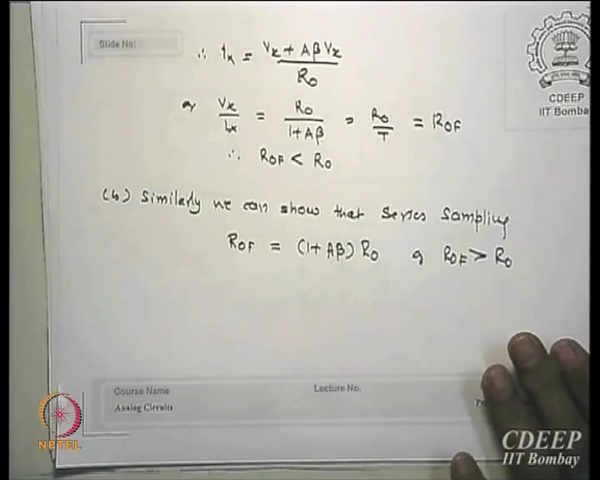 Slide No:
∴ Ix = (Vx + AβVx) / Ro
or Vx / Ix = Ro / (1+Aβ) = Ro / T = ROF
∴ ROF < Ro
(b) Similarly we can show that Series Sampling
ROF = (1+Aβ) Ro or ROF > Ro
CDEEP
IIT Bombay
Course Name
Lecture No.
Analog Circuits
NPTEL
CDEEP
IIT Bombay